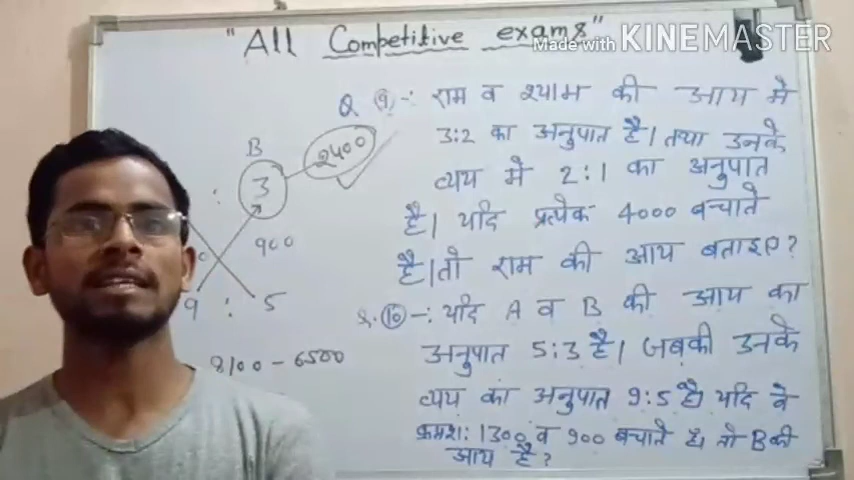 "All Competitive exams"
Made with KINEMASTER
Q (9) -: राम व श्याम की आय मे
3:2 का अनुपात है। तथा उनके
व्यय मे 2:1 का अनुपात
है। यदि प्रत्येक 4000 बचाते
है। तो राम की आय बताइए?
Q. (10) -: यदि A व B की आय का
अनुपात 5:3 है। जबकी उनके
व्यय का अनुपात 9:5 है। यदि वे
क्रमश: 1300 व 900 बचाते है। तो B की
आय है?
B
: 3 2400
900
9 : 5
8100 - 6500